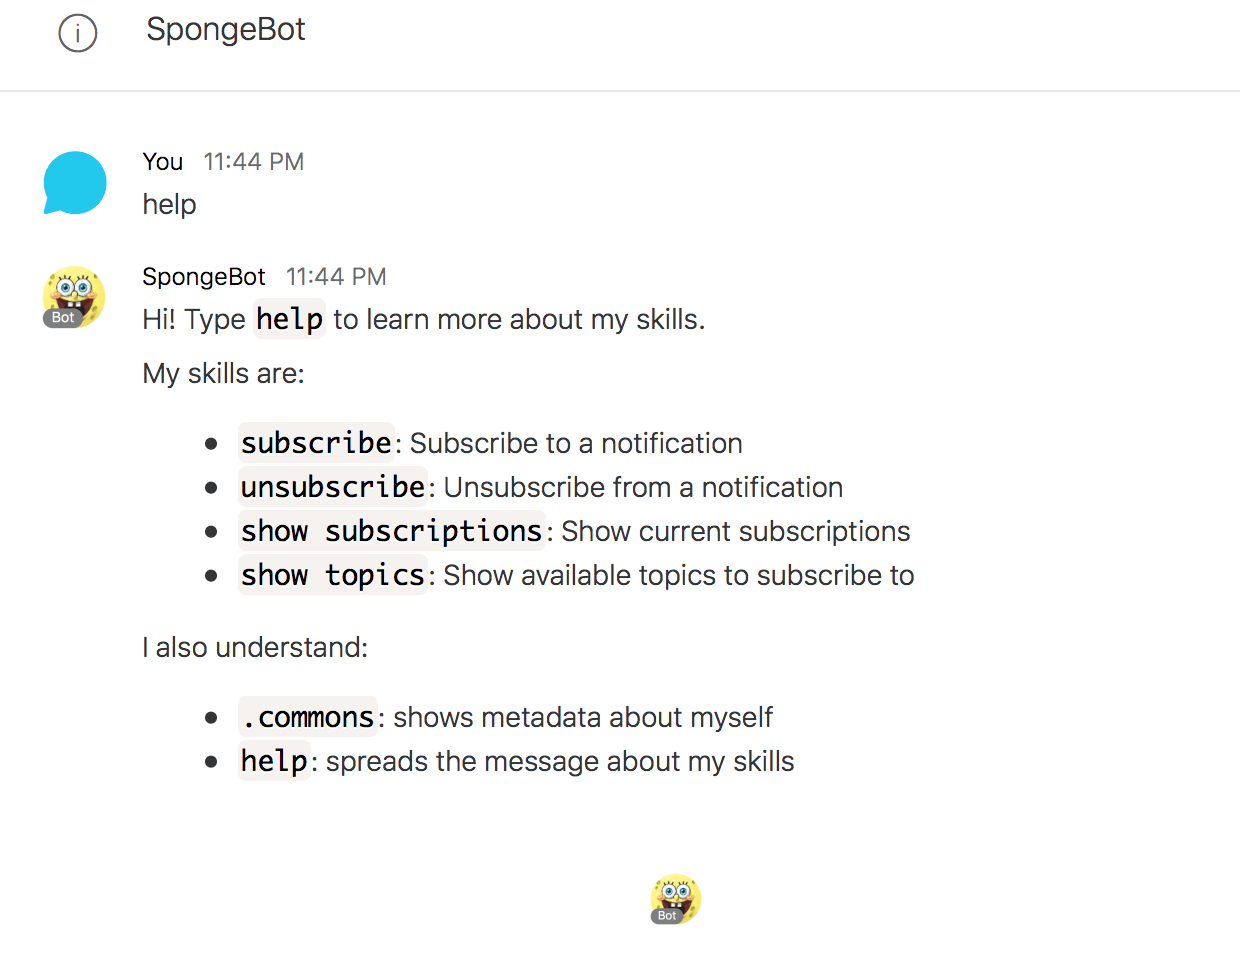 SpongeBot
You 11:44 PM
help
SpongeBot 11:44 PM
Bot
Hi! Type help to learn more about my skills.
My skills are:
subscribe: Subscribe to a notification
unsubscribe: Unsubscribe from a notification
show subscriptions: Show current subscriptions
show topics: Show available topics to subscribe to
I also understand:
.commons: shows metadata about myself
help: spreads the message about my skills
Bot